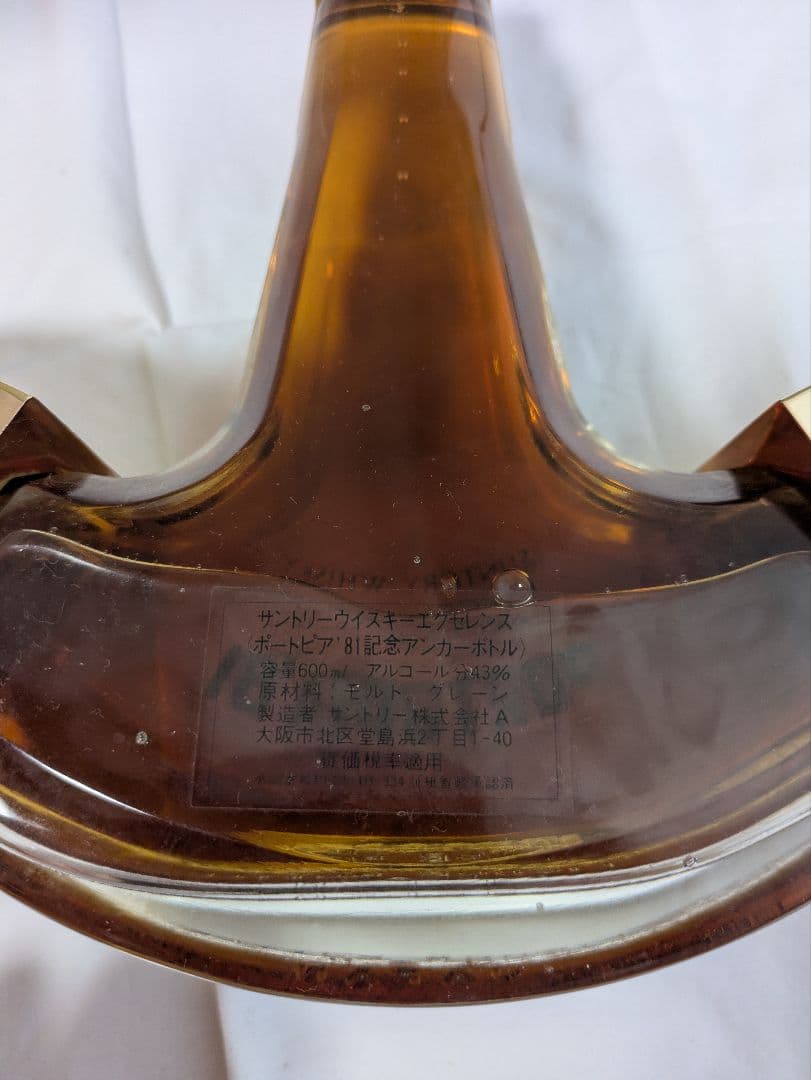 サントリーウイスキーエクセレンス
(ポートピア'81記念アンカーボトル)
容量600ml アルコール分43%
原材料:モルト、グレーン
製造者 サントリー株式会社A
大阪市北区堂島浜2丁目1-40
従価税率適用